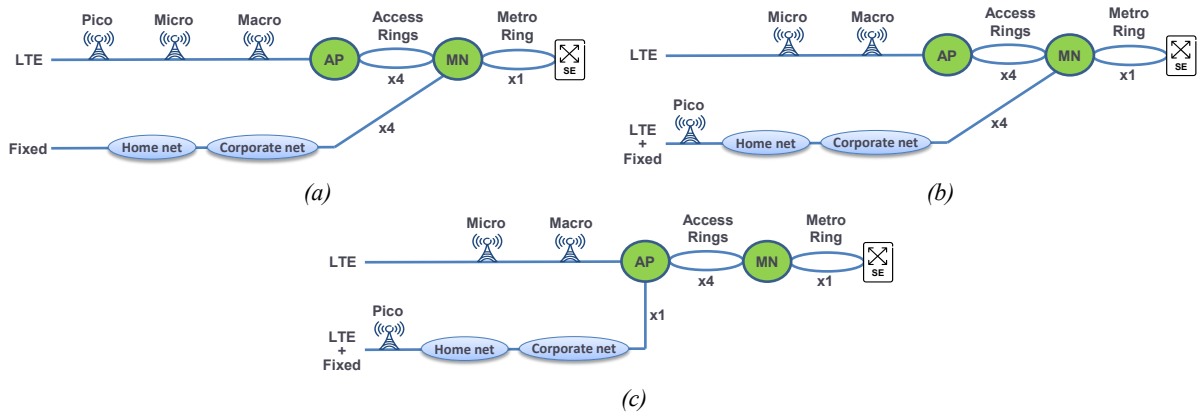 Pico
Micro
Macro
Access
Rings
Metro
Ring
LTE
AP
MN
SE
x4
x1
x4
Fixed
Home net
Corporate net
(a)
Micro
Macro
Access
Rings
Metro
Ring
LTE
AP
MN
SE
x4
x1
Pico
LTE
+
Fixed
x4
Home net
Corporate net
(b)
Micro
Macro
Access
Rings
Metro
Ring
LTE
AP
MN
SE
x4
x1
Pico
x1
LTE
+
Fixed
Home net
Corporate net
(c)